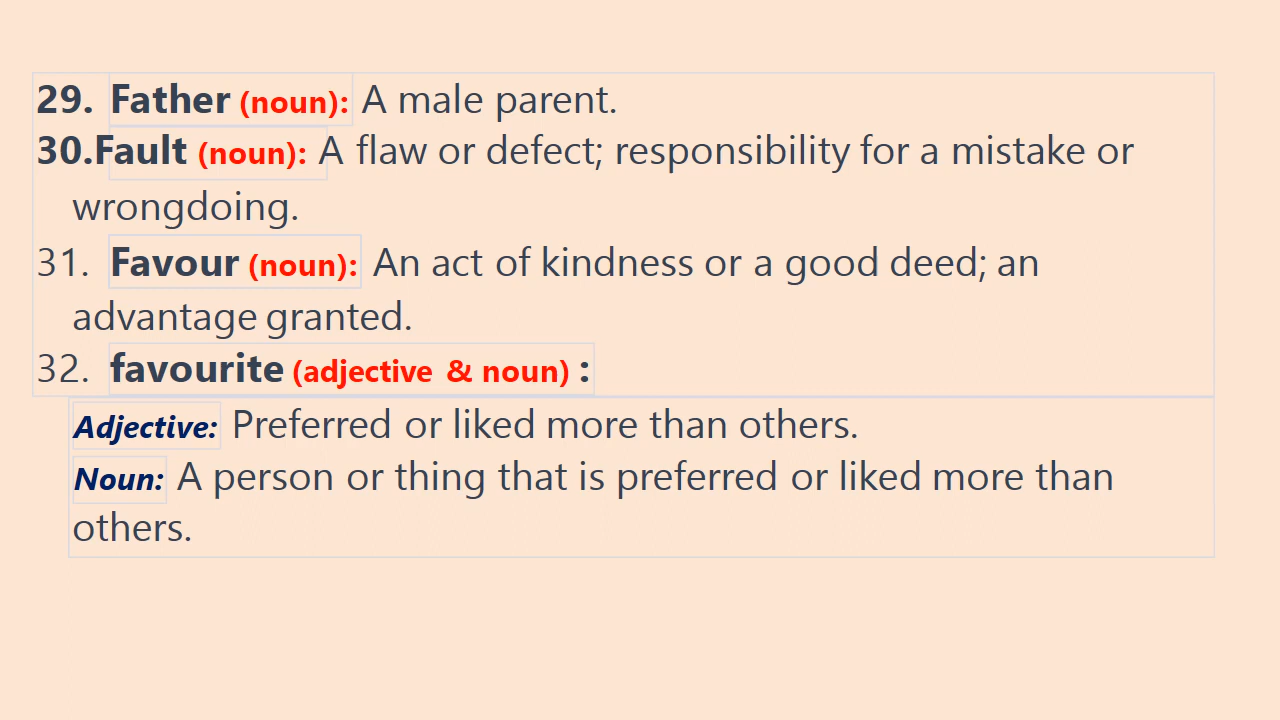 29. Father (noun): A male parent.
30.Fault (noun): A flaw or defect; responsibility for a mistake or
wrongdoing.
31. Favour (noun): An act of kindness or a good deed; an
advantage granted.
32. favourite (adjective & noun) :
Adjective: Preferred or liked more than others.
Noun: A person or thing that is preferred or liked more than
others.